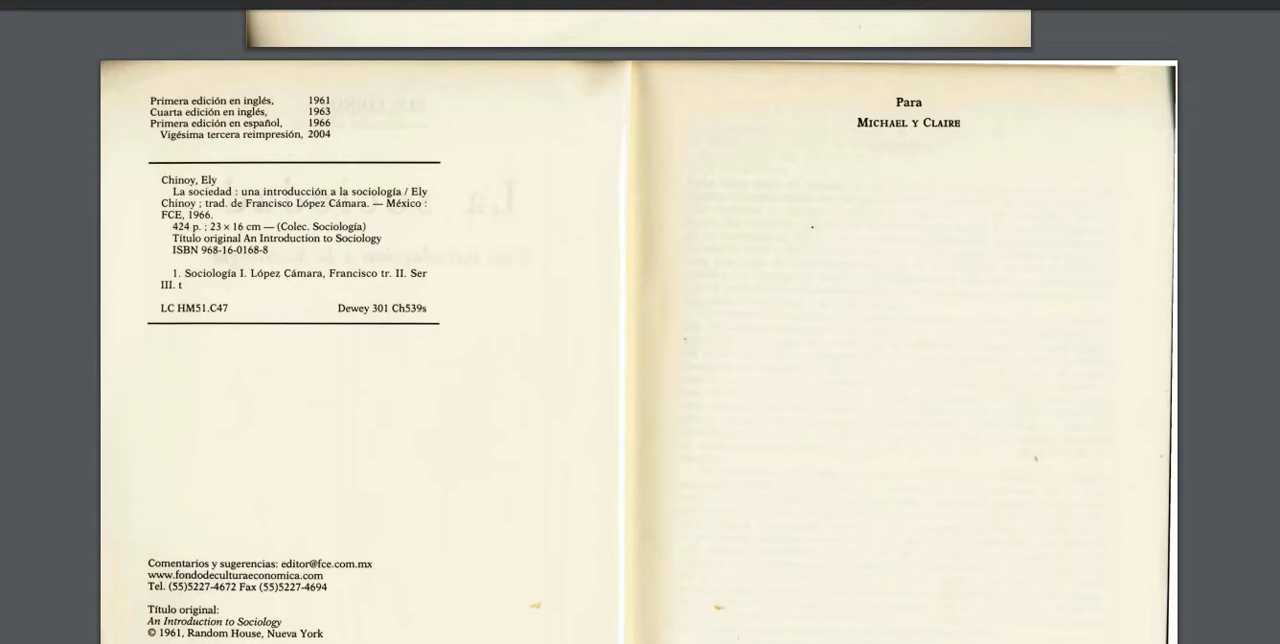 Primera edición en inglés, 1961
Cuarta edición en inglés, 1963
Primera edición en español, 1966
Vigésima tercera reimpresión, 2004
Chinoy, Ely
La sociedad : una introducción a la sociología / Ely
Chinoy ; trad. de Francisco López Cámara. — México :
FCE, 1966.
424 p. ; 23 × 16 cm — (Colec. Sociología)
Título original An Introduction to Sociology
ISBN 968-16-0168-8
1. Sociología I. López Cámara, Francisco tr. II. Ser
III. t
LC HM51.C47 Dewey 301 Ch539s
Comentarios y sugerencias: editor@fce.com.mx
www.fondodeculturaeconomica.com
Tel. (55)5227-4672 Fax (55)5227-4694
Título original:
An Introduction to Sociology
© 1961, Random House, Nueva York
Para
MICHAEL Y CLAIRE